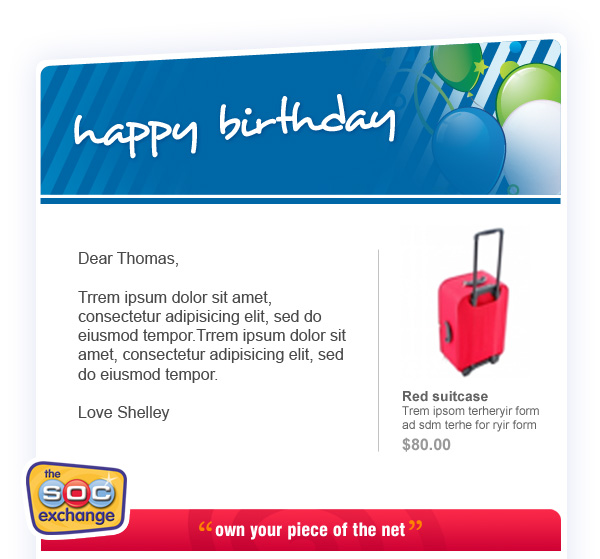 happy birthday
Dear Thomas,
Trrem ipsum dolor sit amet,
consectetur adipisicing elit, sed do
eiusmod tempor.Trrem ipsum dolor sit
amet, consectetur adipisicing elit, sed
do eiusmod tempor.
Love Shelley
Red suitcase
Trem ipsom terheryir form
ad sdm terhe for ryir form
$80.00
the
SOC
exchange
“own your piece of the net”